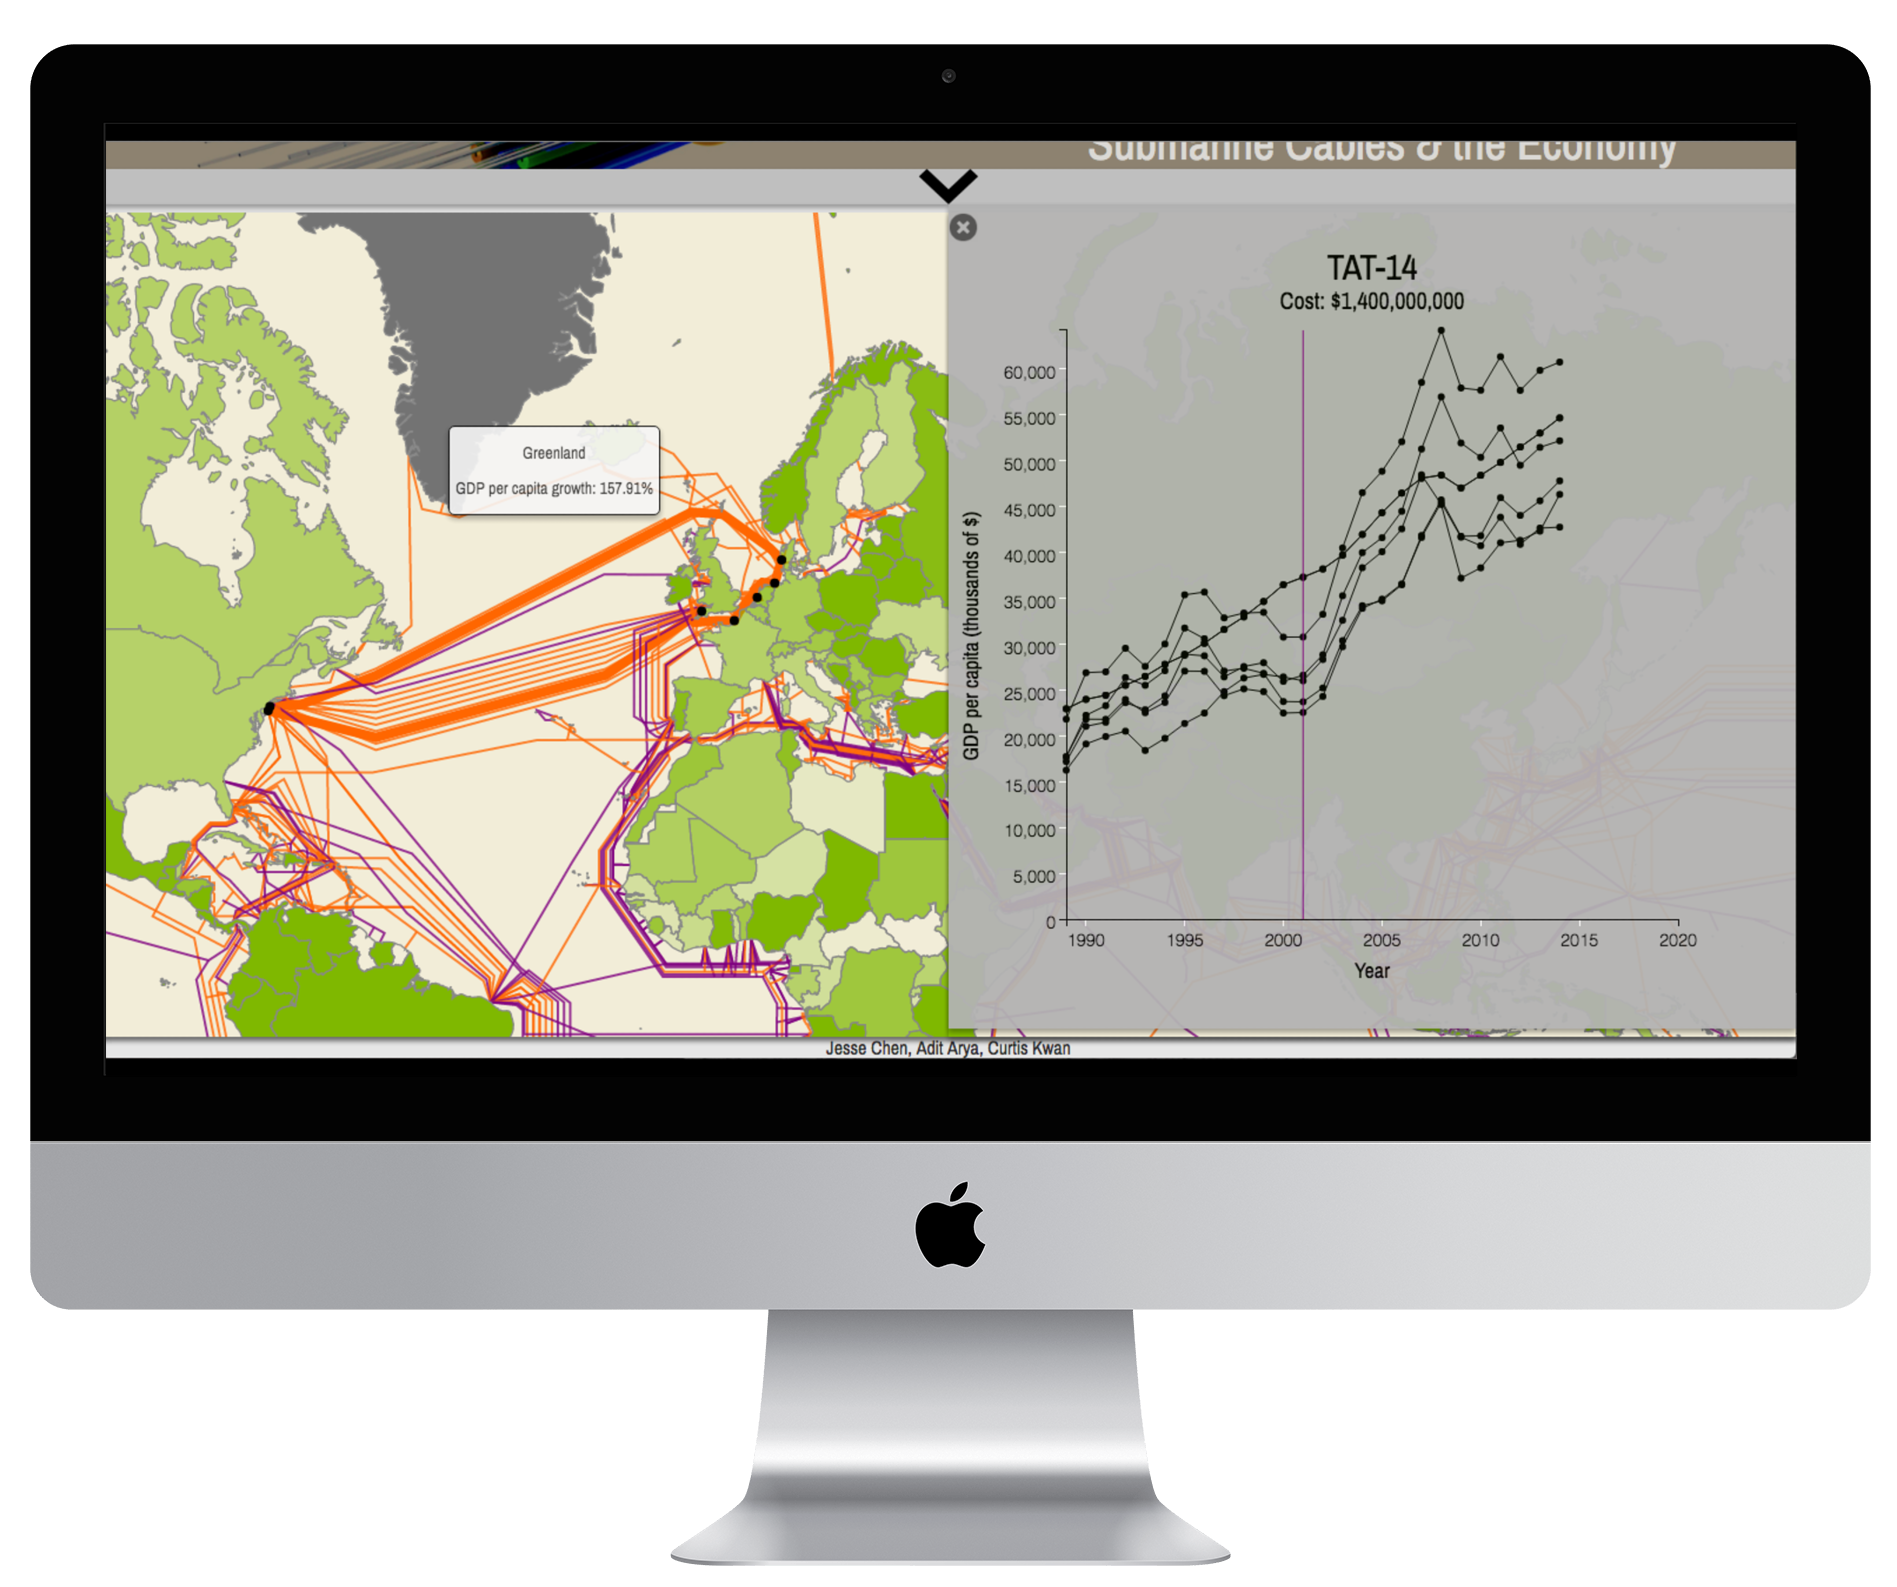 Submarine Cables & the Economy
TAT-14
Cost: $1,400,000,000
Greenland
GDP per capita growth: 157.91%
GDP per capita (thousands of $)
60,000
55,000
50,000
45,000
40,000
35,000
30,000
25,000
20,000
15,000
10,000
5,000
0
1990 1995 2000 2005 2010 2015 2020
Year
Jesse Chen, Adit Arya, Curtis Kwan